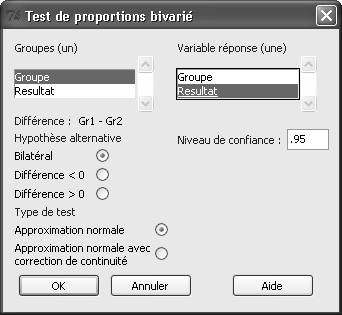 Test de proportions bivarié
Groupes (un)
Groupe
Resultat
Variable réponse (une)
Groupe
Resultat
Différence : Gr1 - Gr2
Hypothèse alternative
Bilatéral
Différence < 0
Différence > 0
Niveau de confiance : .95
Type de test
Approximation normale
Approximation normale avec
correction de continuité
OK
Annuler
Aide